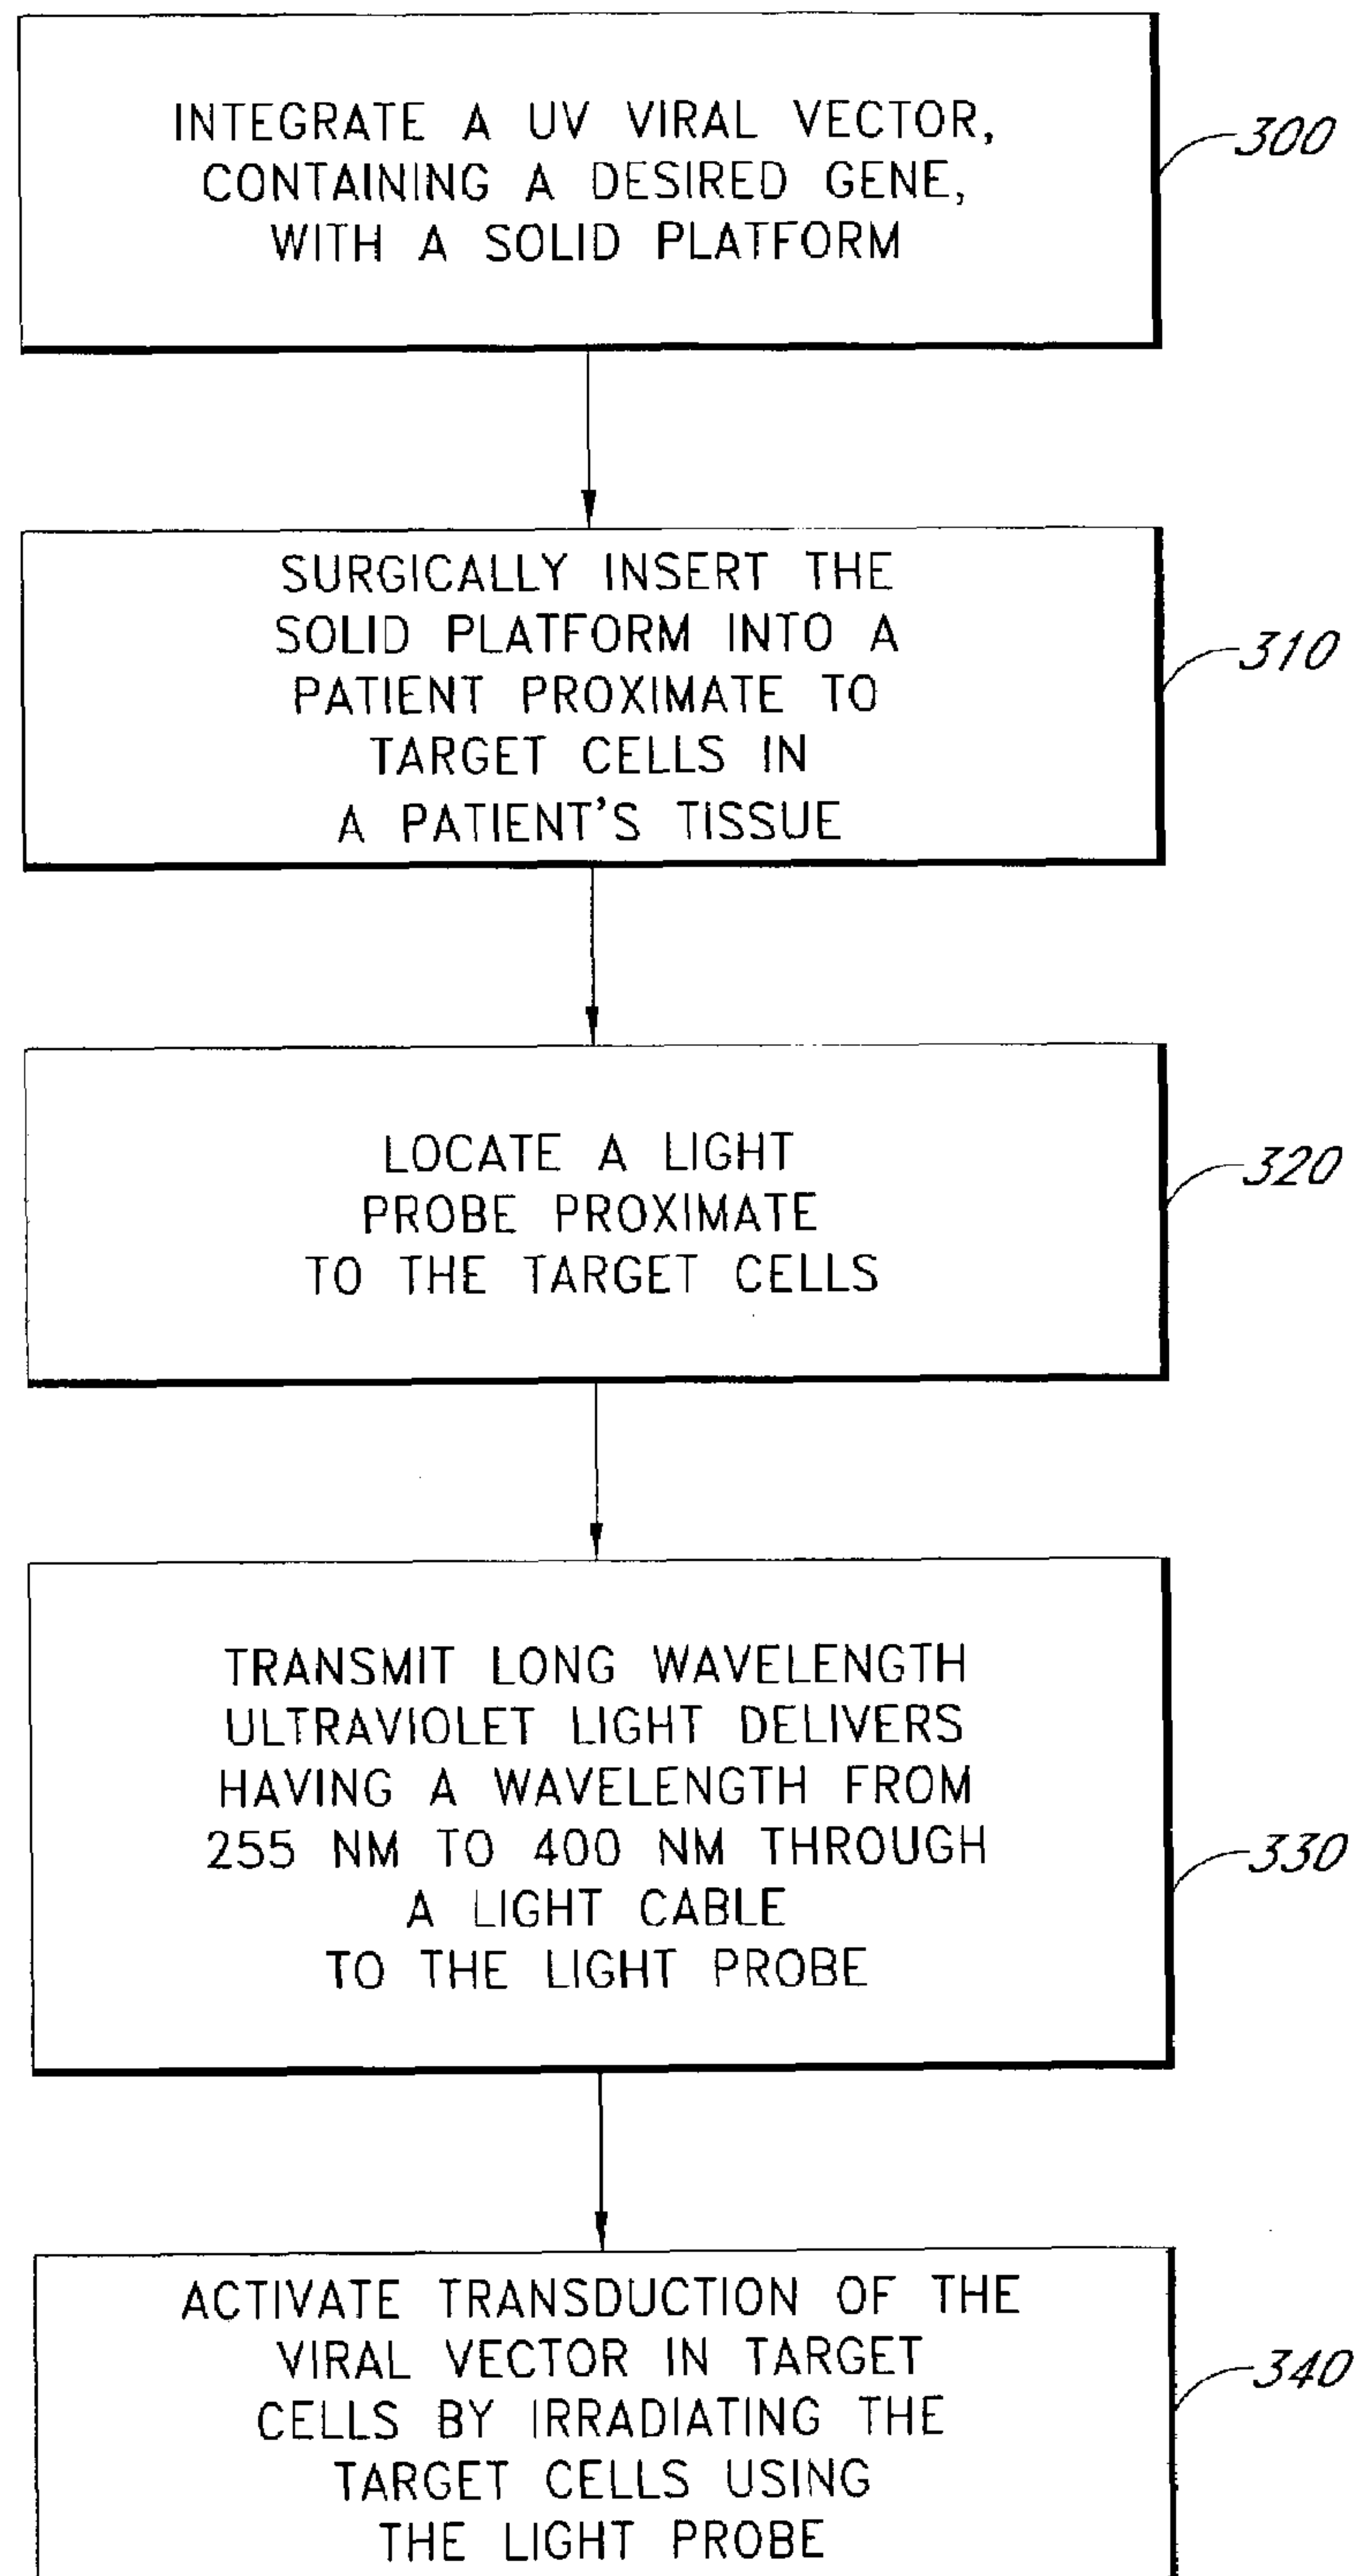 INTEGRATE A UV VIRAL VECTOR,
CONTAINING A DESIRED GENE,
WITH A SOLID PLATFORM
300
SURGICALLY INSERT THE
SOLID PLATFORM INTO A
PATIENT PROXIMATE TO
TARGET CELLS IN
A PATIENT'S TISSUE
310
LOCATE A LIGHT
PROBE PROXIMATE
TO THE TARGET CELLS
320
TRANSMIT LONG WAVELENGTH
ULTRAVIOLET LIGHT DELIVERS
HAVING A WAVELENGTH FROM
255 NM TO 400 NM THROUGH
A LIGHT CABLE
TO THE LIGHT PROBE
330
ACTIVATE TRANSDUCTION OF THE
VIRAL VECTOR IN TARGET
CELLS BY IRRADIATING THE
TARGET CELLS USING
THE LIGHT PROBE
340